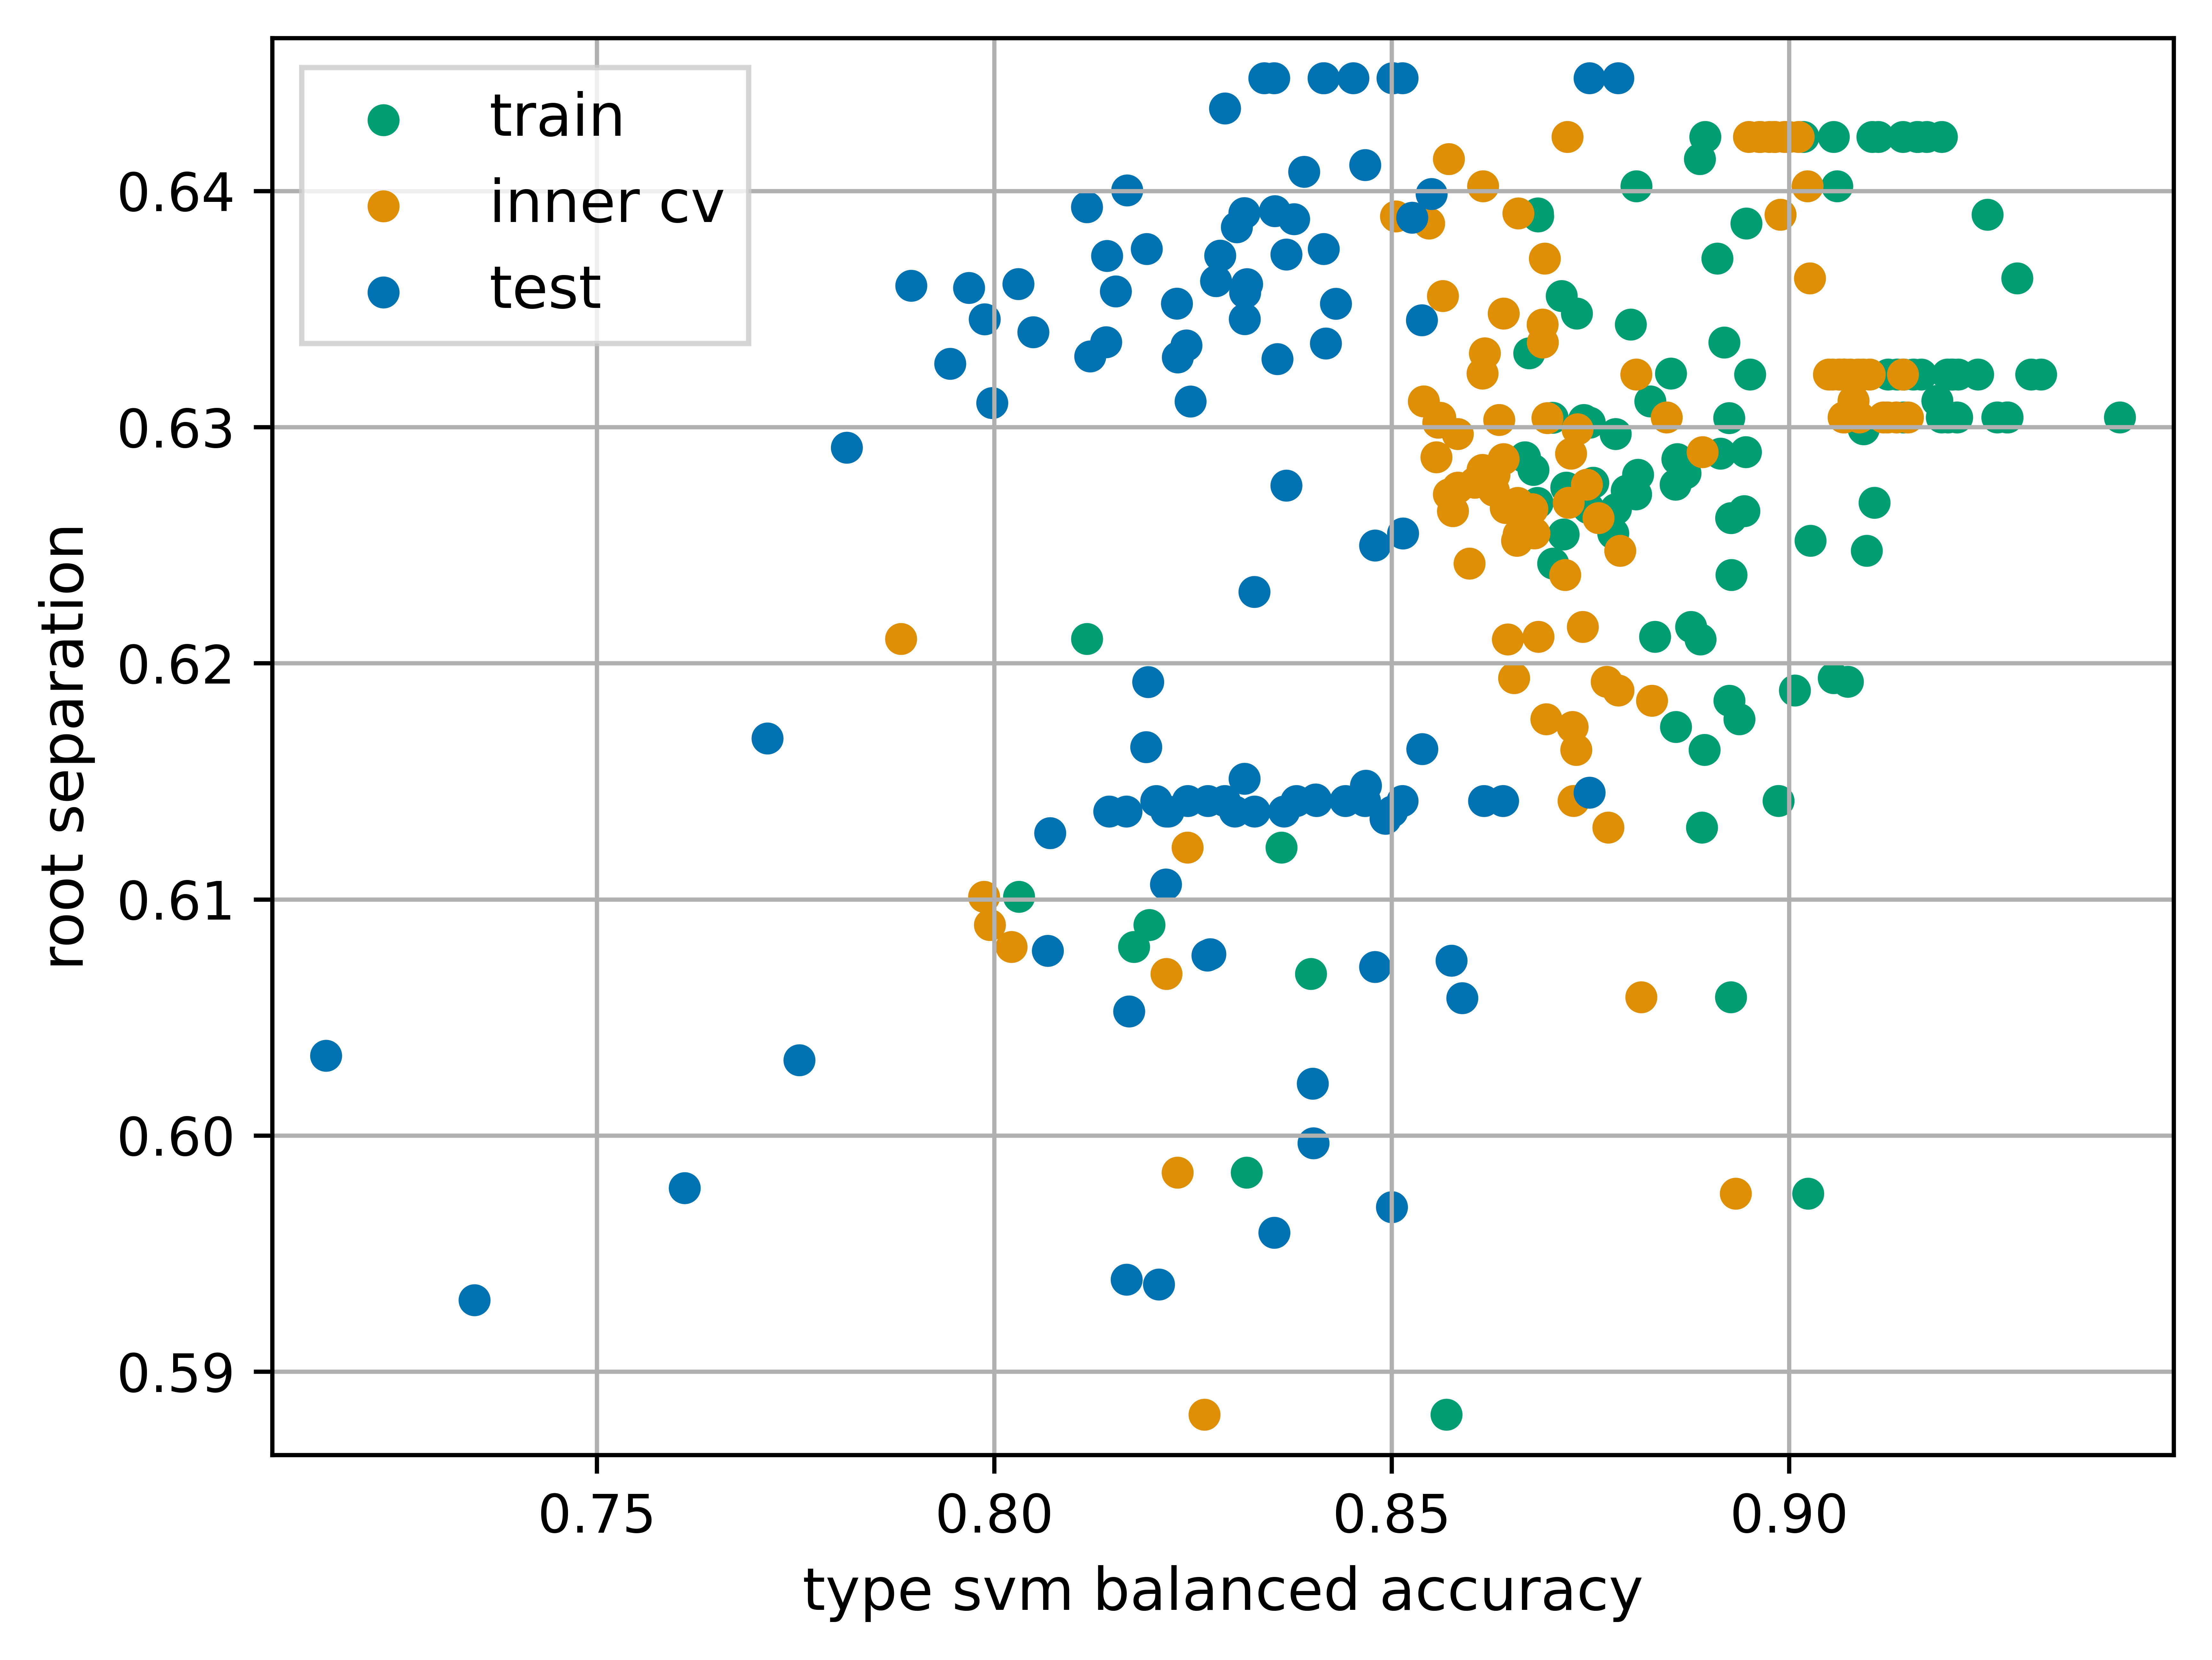 train
inner cv
test
0.64
0.63
0.62
0.61
0.60
0.59
root separation
0.75 0.80 0.85 0.90
type svm balanced accuracy